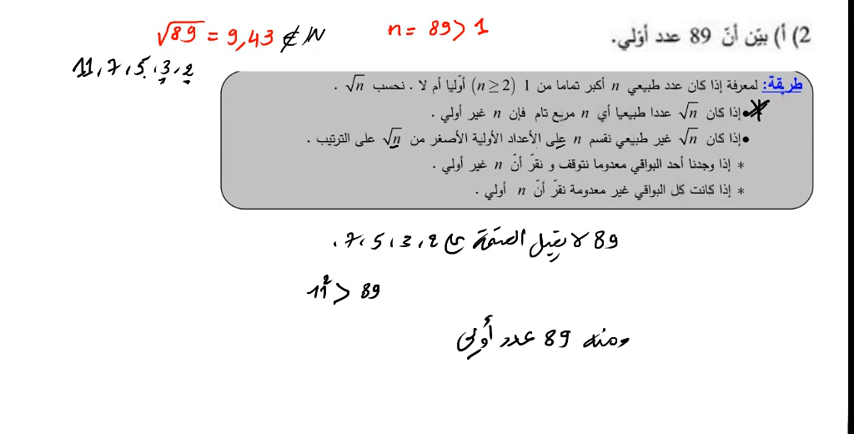 2) أ) بيّن أنّ 89 عدد أوّلي.
n = 89 > 1
√89 = 9,43 ∉ ℕ
11, 7, 5, 3, 2
طريقة: لمعرفة إذا كان عدد طبيعي n أكبر تماما من 1 (n ≥ 2) أوّليا أم لا . نحسب √n .
•إذا كان √n عددا طبيعيا أي n مربع تام فإن n غير أولي .
•إذا كان √n غير طبيعي نقسم n على الأعداد الأولية الأصغر من √n على الترتيب .
* إذا وجدنا أحد البواقي معدوما نتوقف و نقرّ أنّ n غير أولي .
* إذا كانت كل البواقي غير معدومة نقرّ أنّ n أولي .
89 لا يقبل القسمة على 2، 3، 5، 7.
11² > 89
ومنه 89 عدد أولي